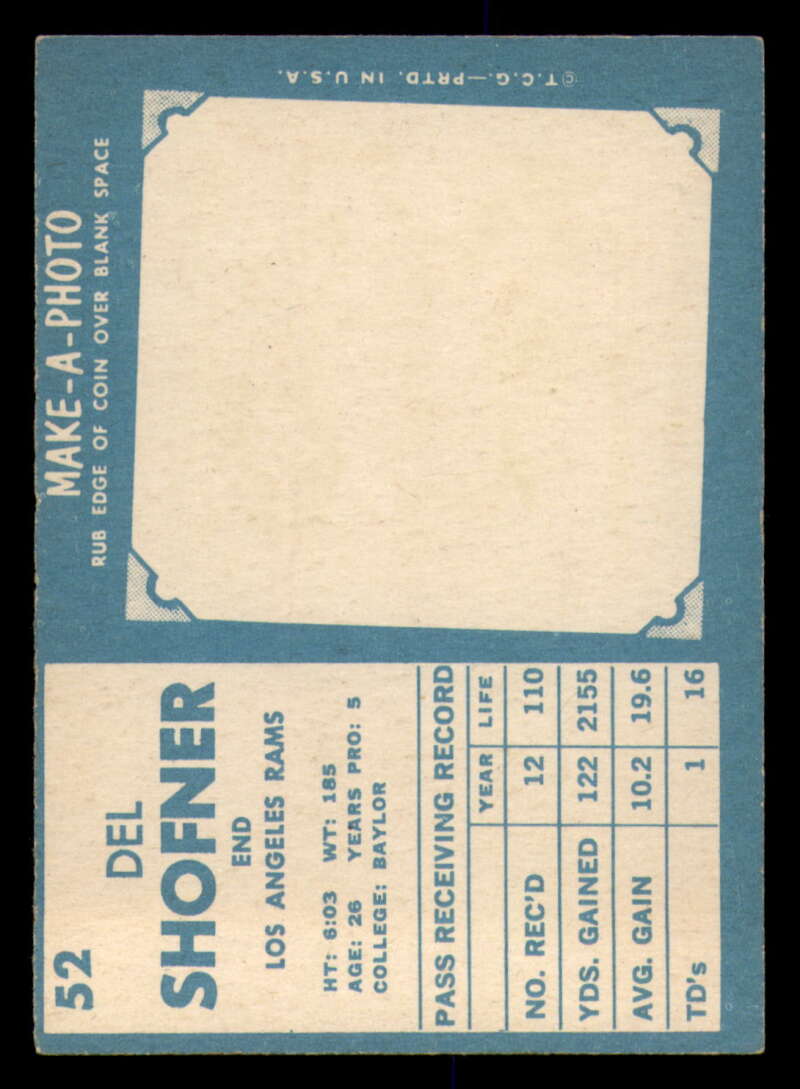 52
DEL
SHOFNER
END
LOS ANGELES RAMS
HT: 6:03 WT: 185
AGE: 26 YEARS PRO: 5
COLLEGE: BAYLOR
PASS RECEIVING RECORD
YEAR LIFE
NO. REC'D 12 110
YDS. GAINED 122 2155
AVG. GAIN 10.2 19.6
TD's 1 16
MAKE-A-PHOTO
RUB EDGE OF COIN OVER BLANK SPACE
©T.C.G.—PRTD. IN U.S.A.